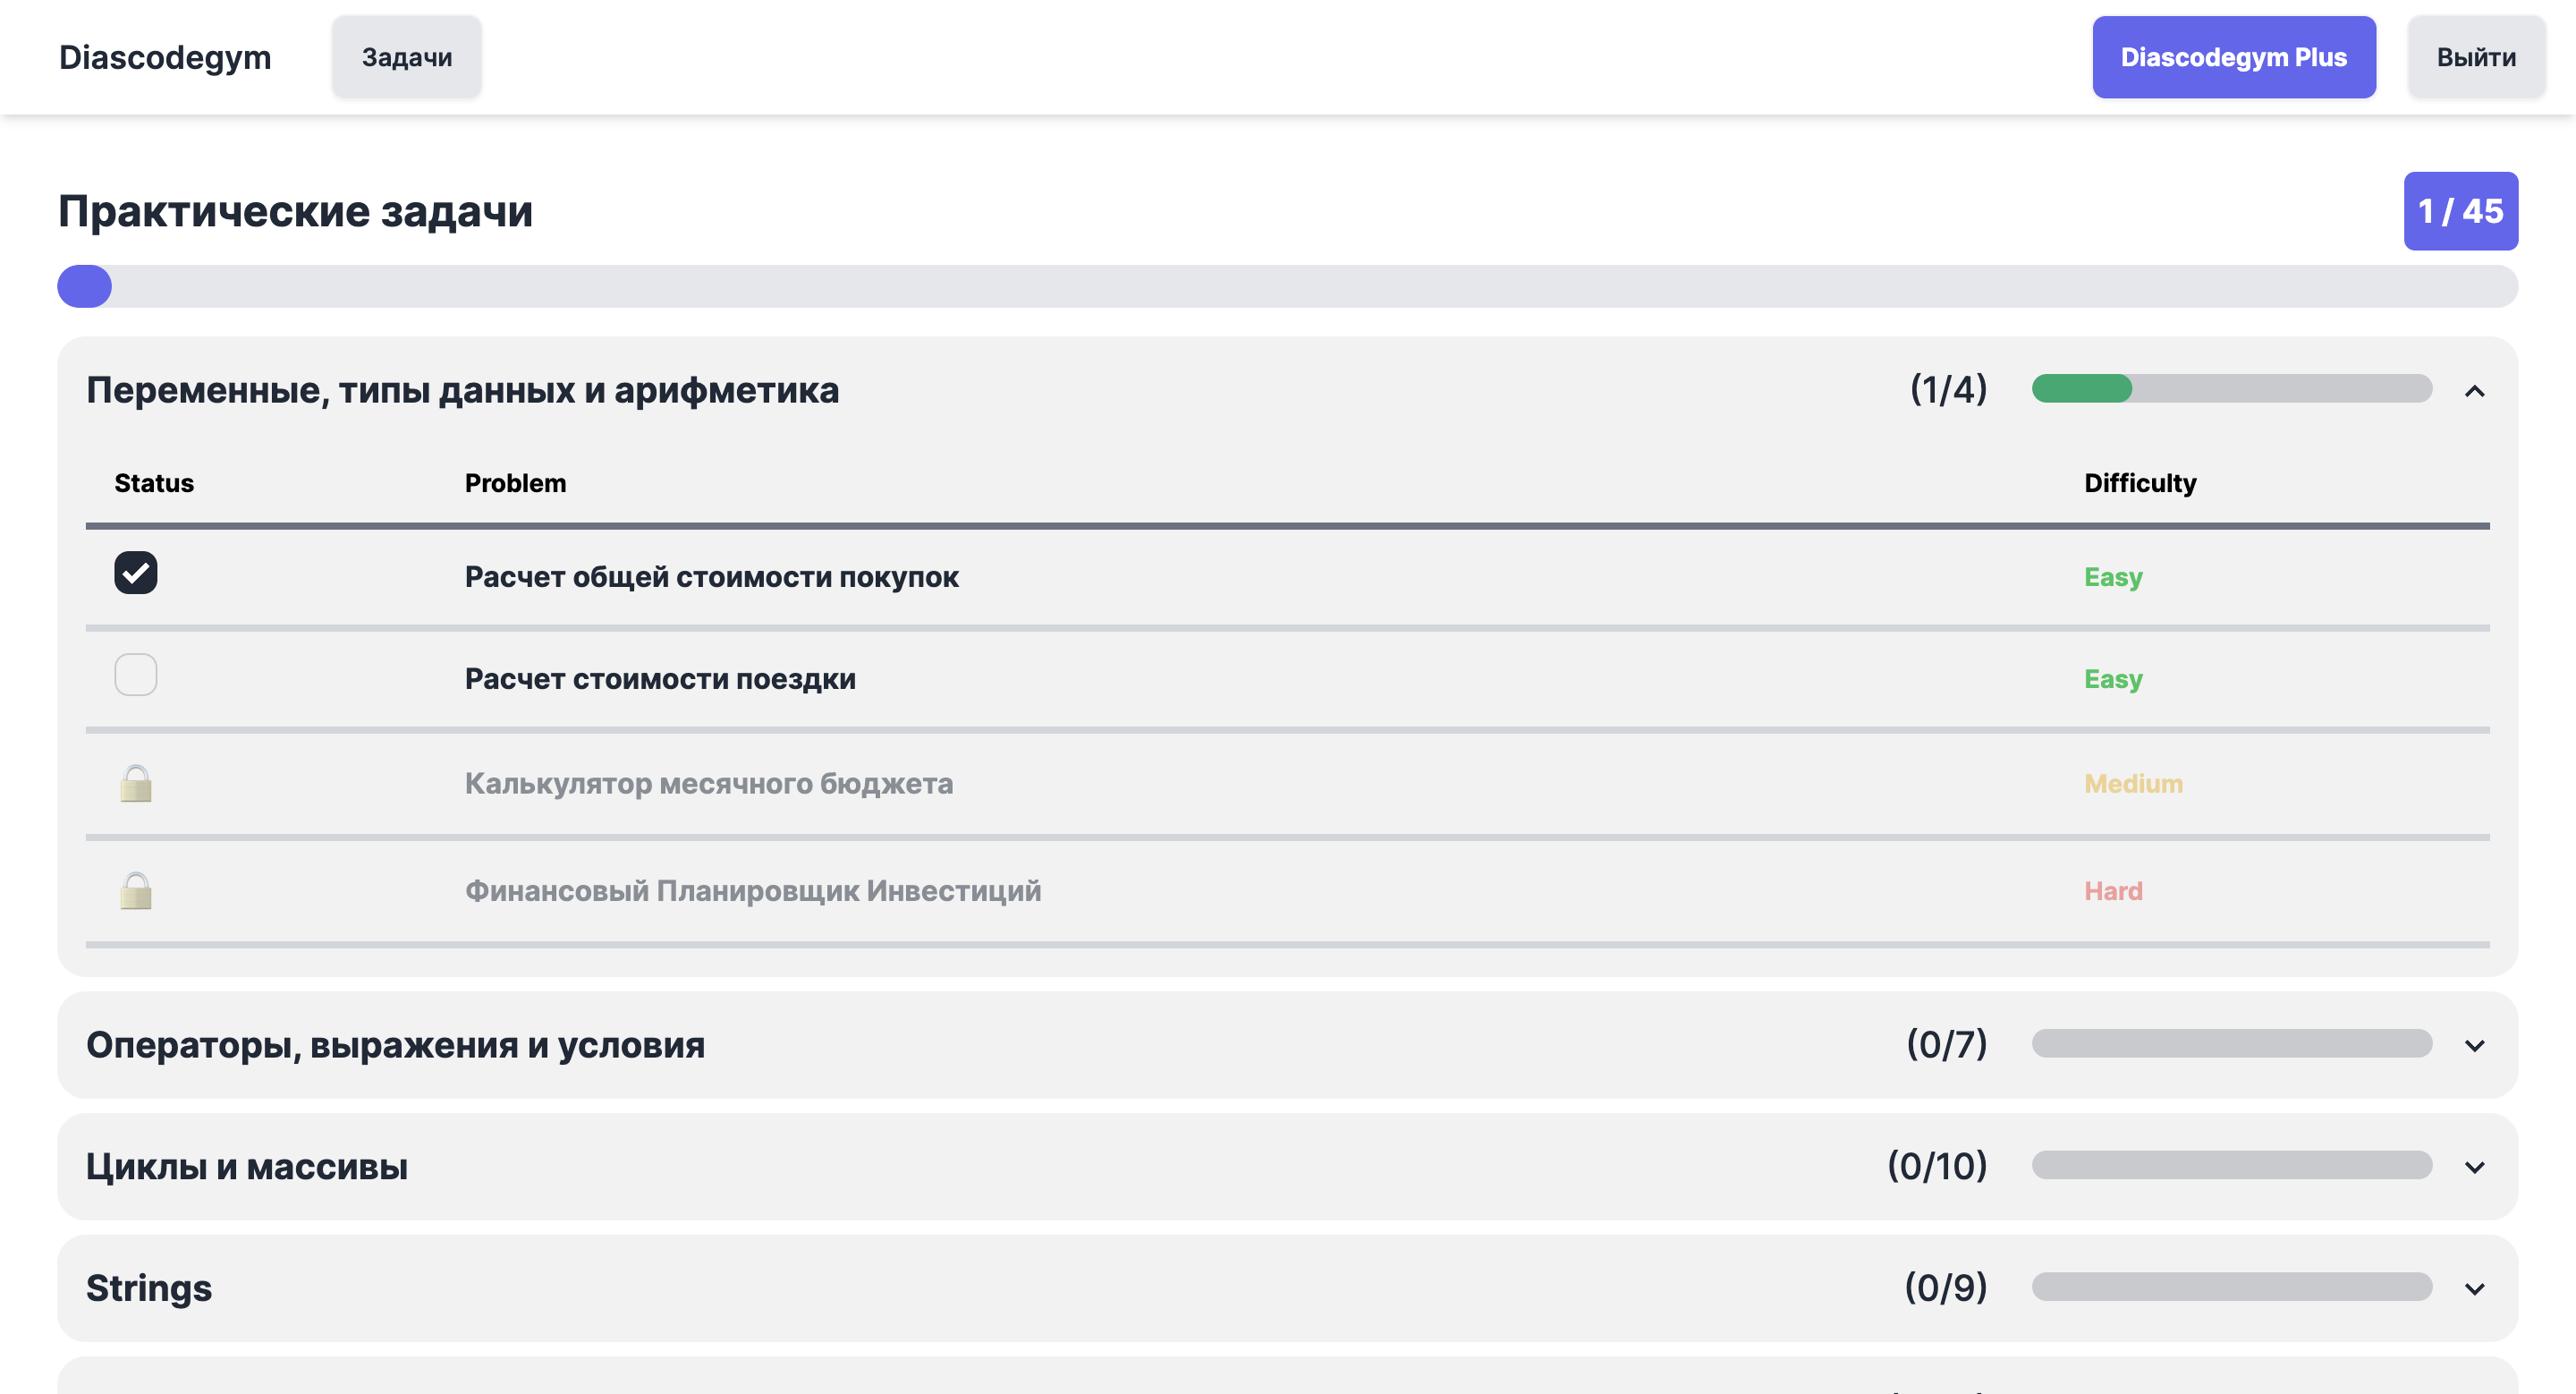 Diascodegym Задачи Diascodegym Plus Выйти
Практические задачи 1 / 45
Переменные, типы данных и арифметика (1/4)
Status Problem Difficulty
Расчет общей стоимости покупок Easy
Расчет стоимости поездки Easy
Калькулятор месячного бюджета Medium
Финансовый Планировщик Инвестиций Hard
Операторы, выражения и условия (0/7)
Циклы и массивы (0/10)
Strings (0/9)